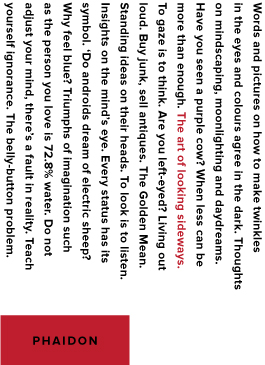 Words and pictures on how to make twinkles
in the eyes and colours agree in the dark. Thoughts
on mindscaping, moonlighting and daydreams.
Have you seen a purple cow? When less can be
more than enough. The art of looking sideways.
To gaze is to think. Are you left-eyed? Living out
loud. Buy junk, sell antiques. The Golden Mean.
Standing ideas on their heads. To look is to listen.
Insights on the mind's eye. Every status has its
symbol. 'Do androids dream of electric sheep?
Why feel blue? Triumphs of imagination such
as the person you love is 72.8% water. Do not
adjust your mind, there's a fault in reality. Teach
yourself ignorance. The belly-button problem.
PHAIDON